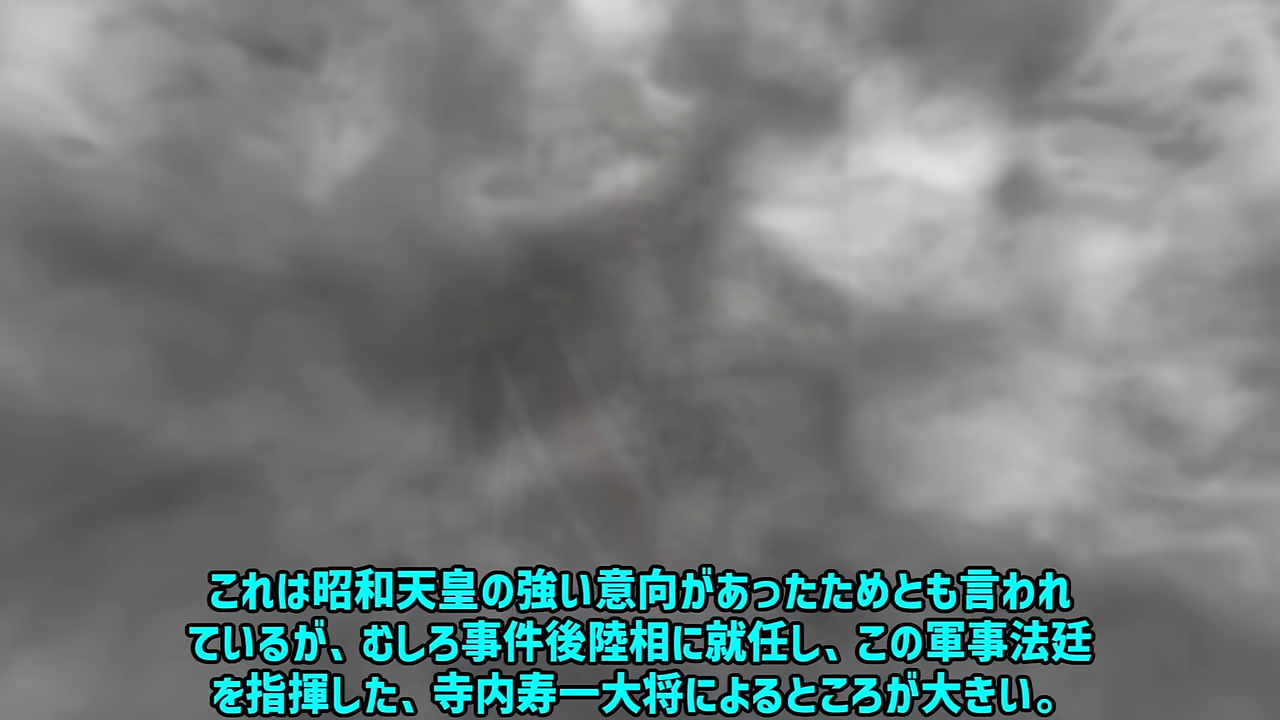 これは昭和天皇の強い意向があったためとも言われ
ているが、むしろ事件後陸相に就任し、この軍事法廷
を指揮した、寺内寿一大将によるところが大きい。